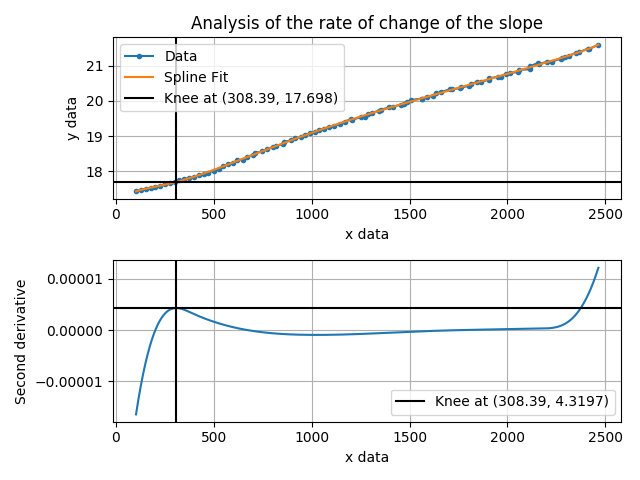 Analysis of the rate of change of the slope
Data
Spline Fit
Knee at (308.39, 17.698)
y data
21
20
19
18
0 500 1000 1500 2000 2500
x data
Second derivative
0.00001
0.00000
−0.00001
Knee at (308.39, 4.3197)
0 500 1000 1500 2000 2500
x data